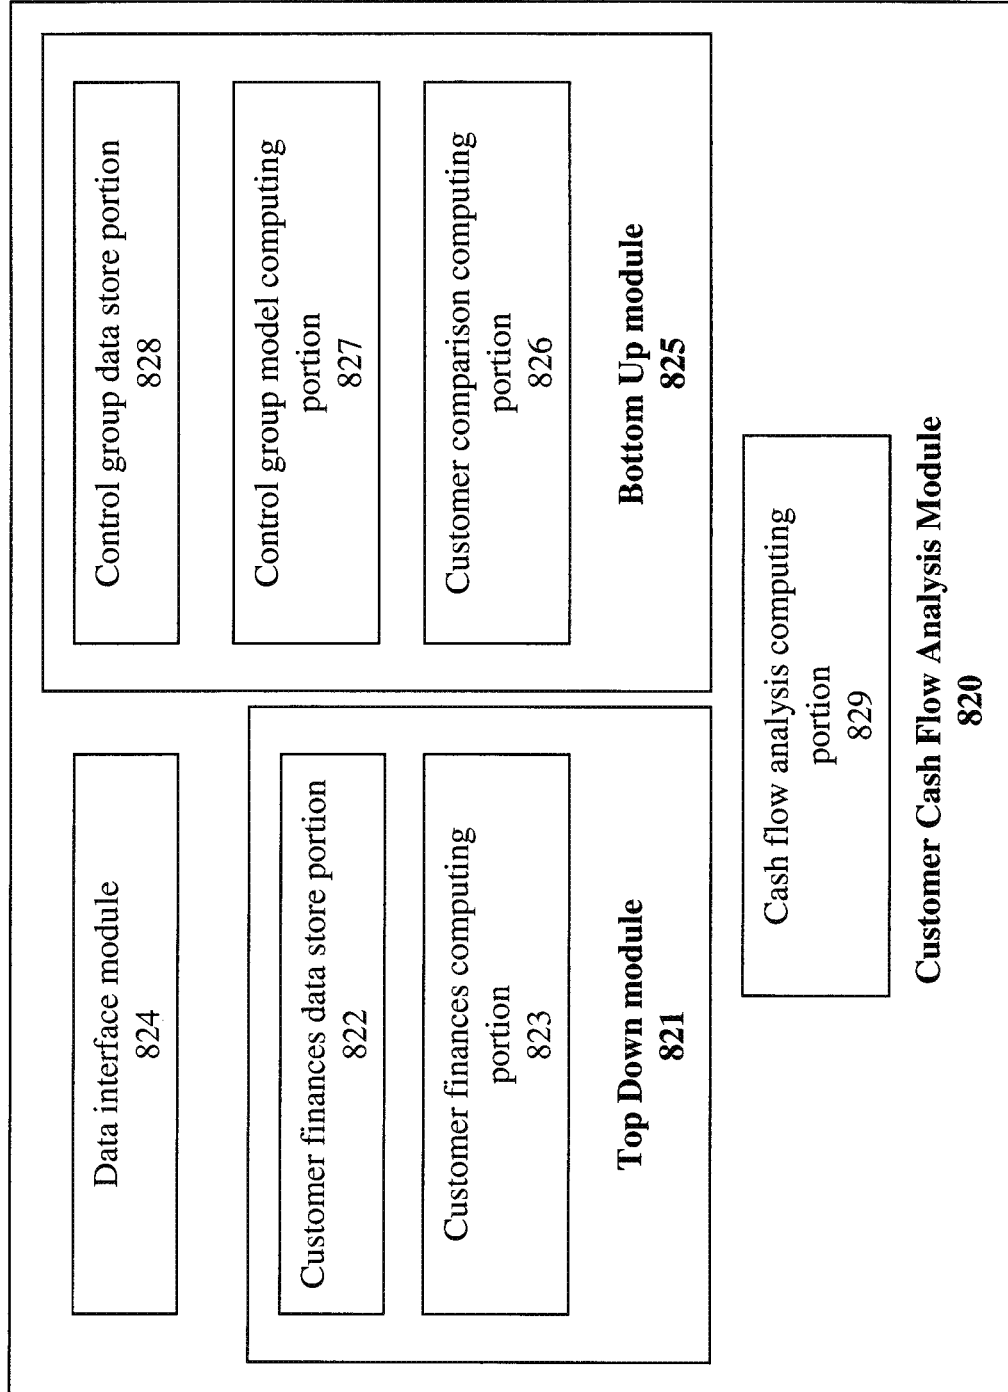 Data interface module
824
Customer finances data store portion
822
Customer finances computing
portion
823
Top Down module
821
Control group data store portion
828
Control group model computing
portion
827
Customer comparison computing
portion
826
Bottom Up module
825
Cash flow analysis computing
portion
829
Customer Cash Flow Analysis Module
820